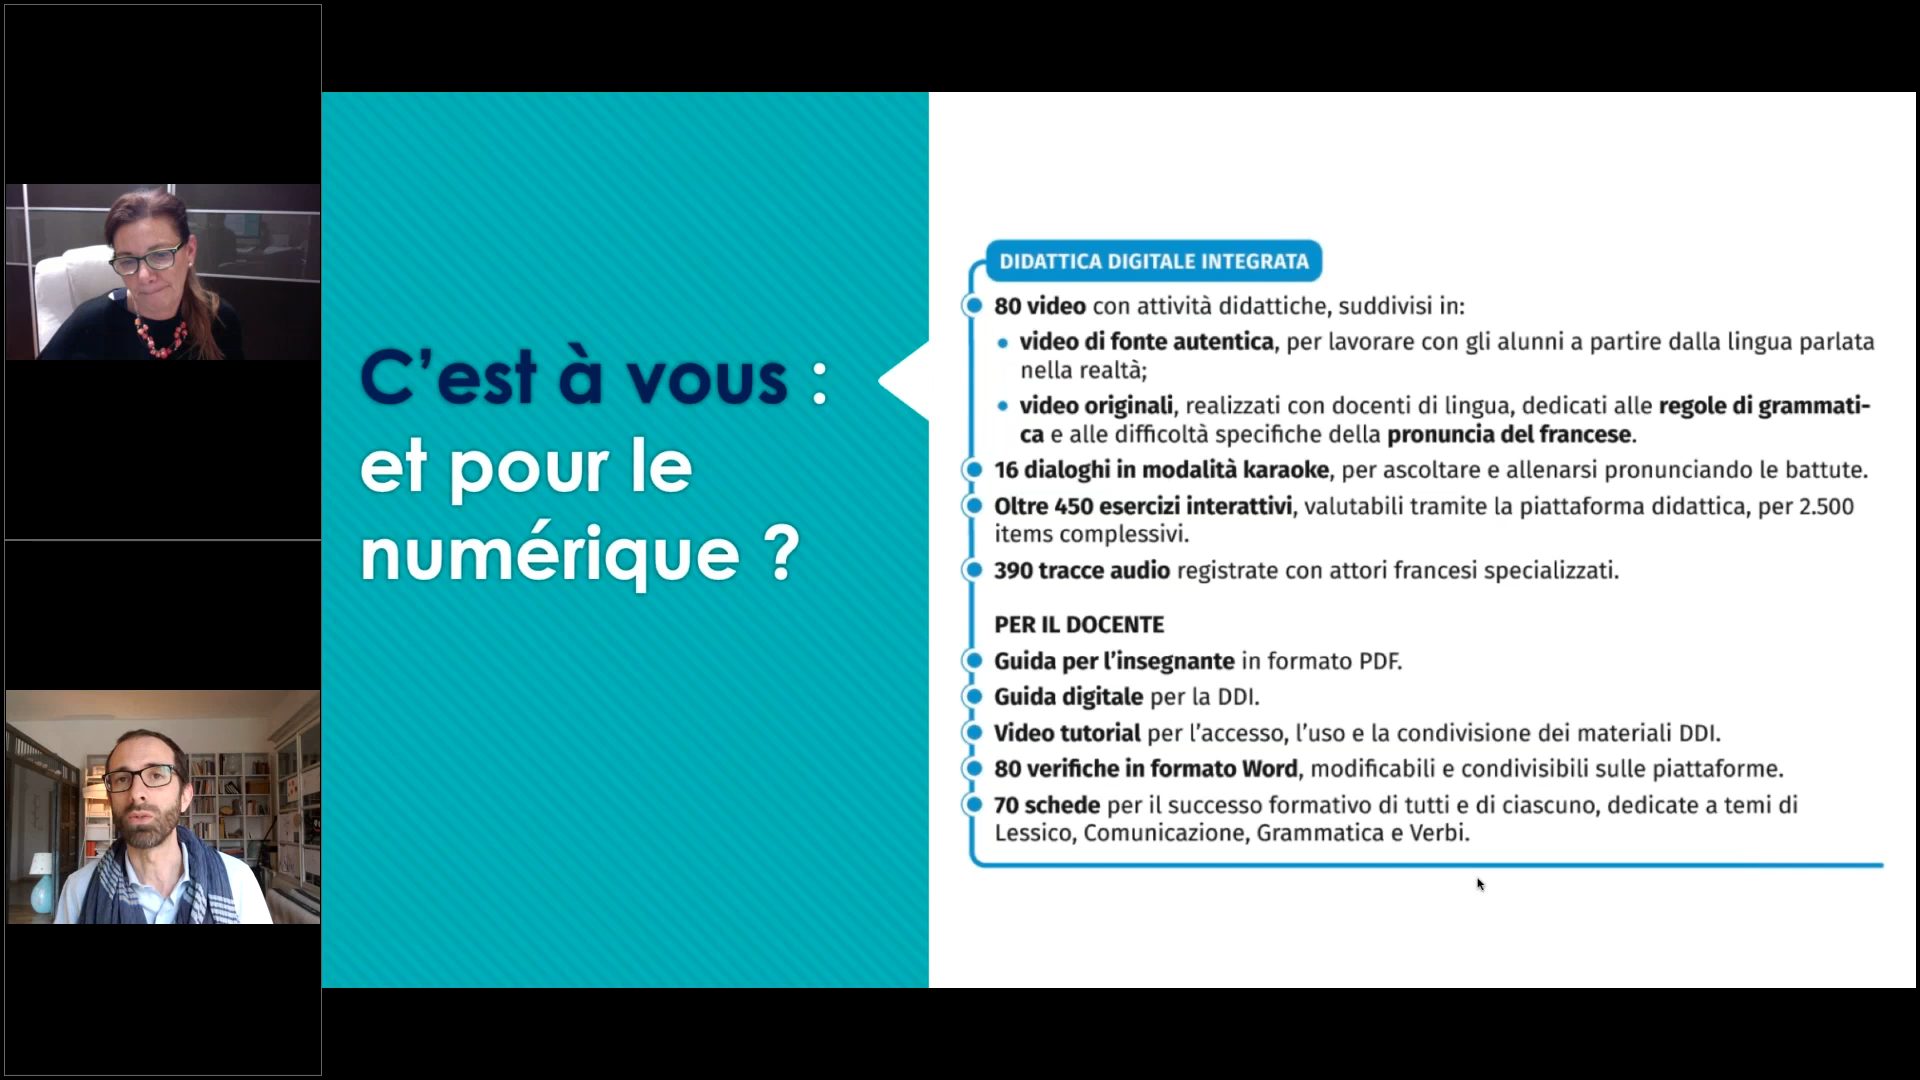 C’est à vous :
et pour le
numérique ?
DIDATTICA DIGITALE INTEGRATA
80 video con attività didattiche, suddivisi in:
video di fonte autentica, per lavorare con gli alunni a partire dalla lingua parlata
nella realtà;
video originali, realizzati con docenti di lingua, dedicati alle regole di grammati-
ca e alle difficoltà specifiche della pronuncia del francese.
16 dialoghi in modalità karaoke, per ascoltare e allenarsi pronunciando le battute.
Oltre 450 esercizi interattivi, valutabili tramite la piattaforma didattica, per 2.500
items complessivi.
390 tracce audio registrate con attori francesi specializzati.
PER IL DOCENTE
Guida per l’insegnante in formato PDF.
Guida digitale per la DDI.
Video tutorial per l’accesso, l’uso e la condivisione dei materiali DDI.
80 verifiche in formato Word, modificabili e condivisibili sulle piattaforme.
70 schede per il successo formativo di tutti e di ciascuno, dedicate a temi di
Lessico, Comunicazione, Grammatica e Verbi.